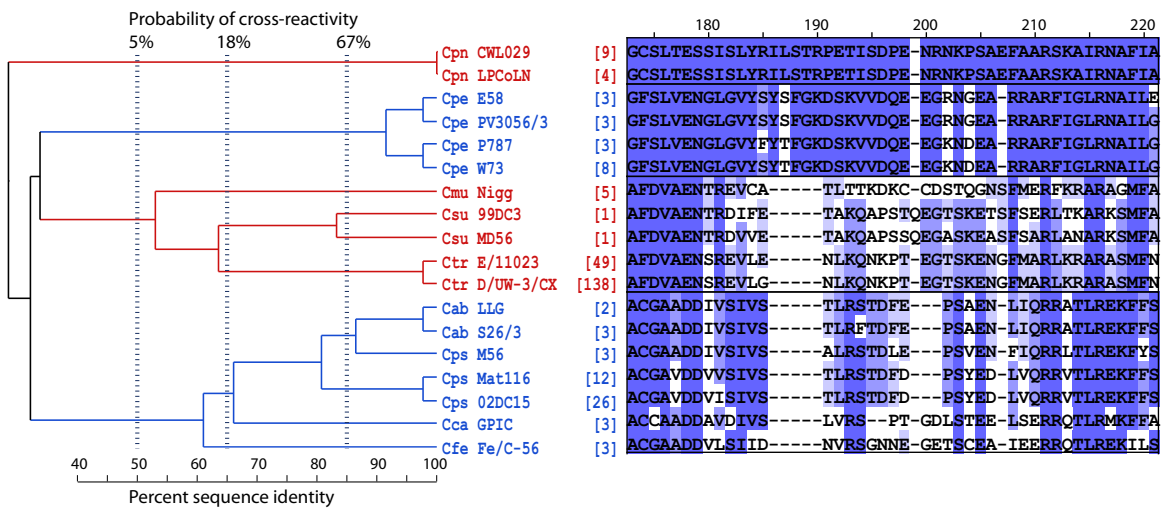 Probability of cross-reactivity
5% 18% 67%
180 190 200 210 220
Cpn CWL029 [9] GCSLTESSISLYRILSTRPETISDPE-NRNKPSAEFAARSKAIRNAFIA
Cpn LPCoLN [4] GCSLTESSISLYRILSTRPETISDPE-NRNKPSAEFAARSKAIRNAFIA
Cpe E58 [3] GFSLVENGLGVYSYSFGKDSKVVDQE-EGRNGEA-RRARFIGLRNAILE
Cpe PV3056/3 [3] GFSLVENGLGVYSYSFGKDSKVVDQE-EGRNGEA-RRARFIGLRNAILG
Cpe P787 [3] GFSLVENGLGVYFYTFGKDSKVVDQE-EGKNDEA-RRARFIGLRNAILG
Cpe W73 [8] GFSLVENGLGVYSYTFGKDSKVVDQE-EGKNDEA-RRARFIGLRNAILG
Cmu Nigg [5] AFDVAENTREVCA-----TLTTKDKC-CDSTQGNSFMERFKRARAGMFA
Csu 99DC3 [1] AFDVAENTRDIFE-----TAKQAPSTQEGTSKETSFSERLTKARKSMFA
Csu MD56 [1] AFDVAENTRDVVE-----TAKQAPSSQEGASKEASFSARLANARKSMFA
Ctr E/11023 [49] AFDVAENSREVLE-----NLKQNKPT-EGTSKENGFMARLKRARASMFN
Ctr D/UW-3/CX [138] AFDVAENSREVLG-----NLKQNKPT-EGTSKENGFMARLKRARASMFN
Cab LLG [2] ACGAADDIVSIVS-----TLRSTDFE---PSAEN-LIQRRATLREKFFS
Cab S26/3 [3] ACGAADDIVSIVS-----TLRFTDFE---PSAEN-LIQRRATLREKFFS
Cps M56 [3] ACGAADDIVSIVS-----ALRSTDLE---PSVEN-FIQRRLTLREKFYS
Cps Mat116 [12] ACGAVDDVVSIVS-----TLRSTDFD---PSYED-LVQRRVTLREKFFS
Cps 02DC15 [26] ACGAVDDVISIVS-----TLRSTDFD---PSYED-LVQRRVTLREKFFS
Cca GPIC [3] ACCAADDAVDIVS-----LVRS--PT-GDLSTEE-LSERRQTLRMKFFA
Cfe Fe/C-56 [3] ACGAADDVLSIID-----NVRSGNNE-GETSCEA-IEERRQTLREKILS
40 50 60 70 80 90 100
Percent sequence identity